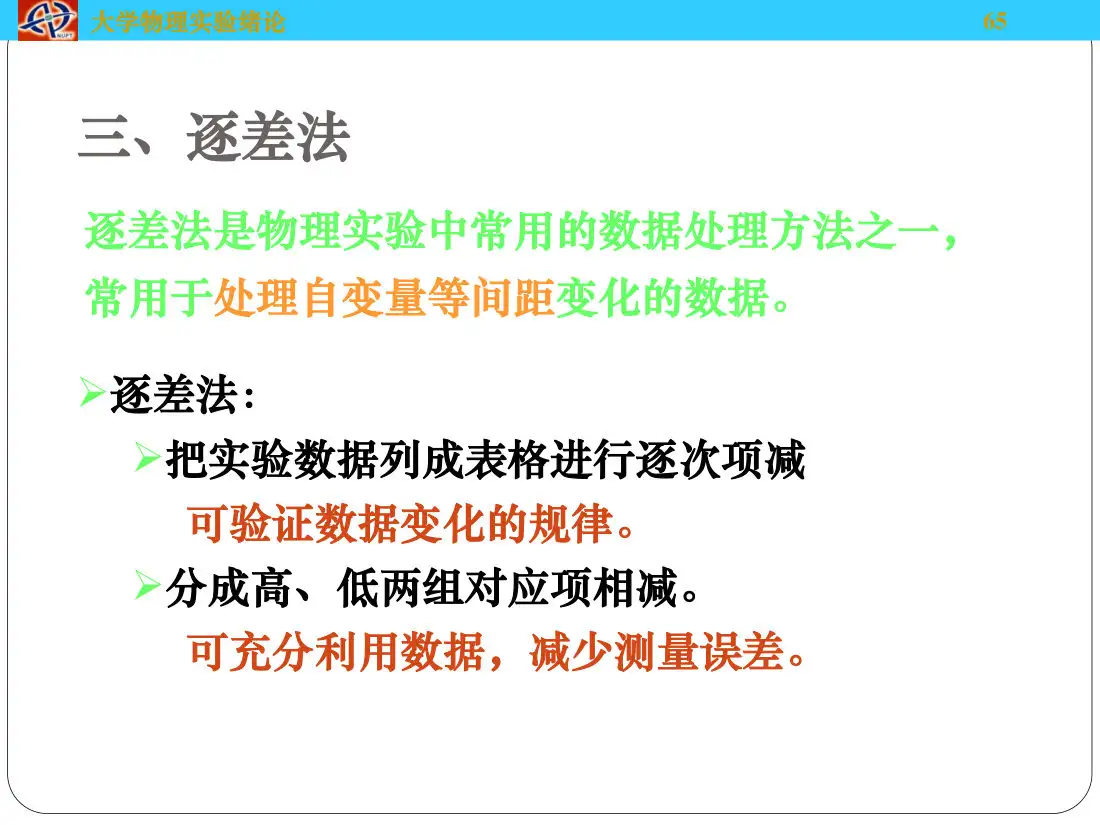 大学物理实验绪论
65
三、逐差法
逐差法是物理实验中常用的数据处理方法之一，
常用于处理自变量等间距变化的数据。
逐差法：
把实验数据列成表格进行逐次项减
可验证数据变化的规律。
分成高、低两组对应项相减。
可充分利用数据，减少测量误差。
NUPT